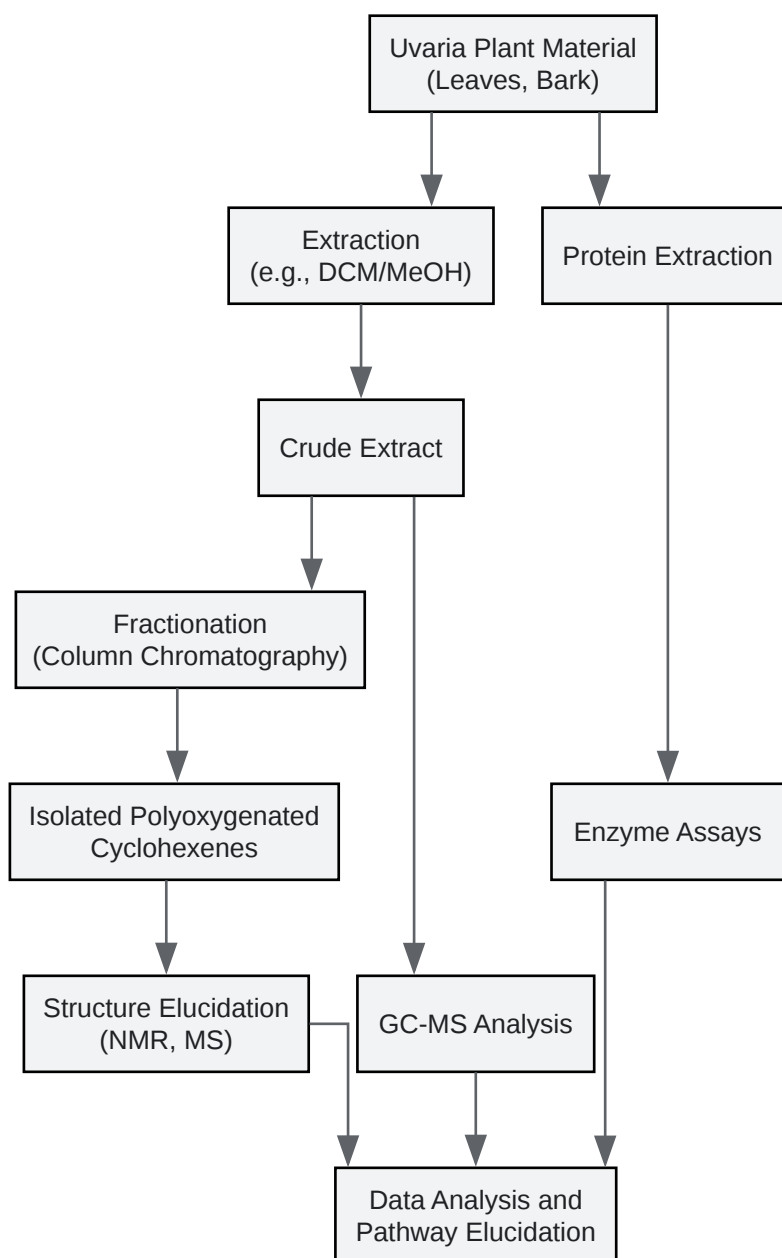 Uvaria Plant Material
(Leaves, Bark)
Extraction
(e.g., DCM/MeOH)
Protein Extraction
Crude Extract
Fractionation
(Column Chromatography)
Isolated Polyoxygenated
Cyclohexenes
Enzyme Assays
Structure Elucidation
(NMR, MS)
GC-MS Analysis
Data Analysis and
Pathway Elucidation